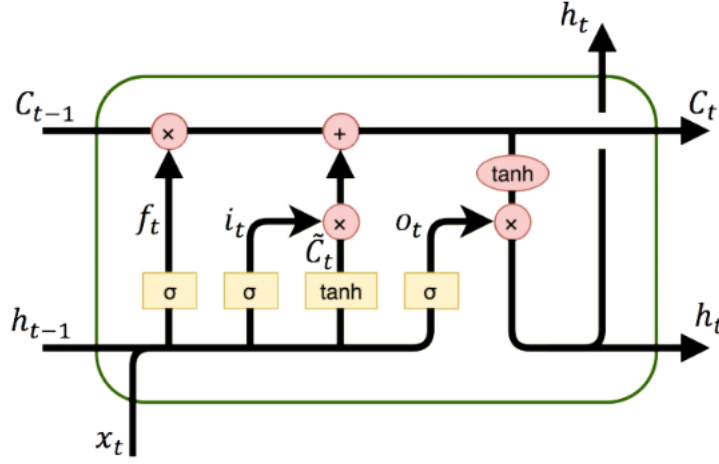 h_t
C_{t-1}
C_t
×
+
tanh
f_t
i_t
×
o_t
×
C̃_t
σ
σ
tanh
σ
h_{t-1}
h_t
x_t